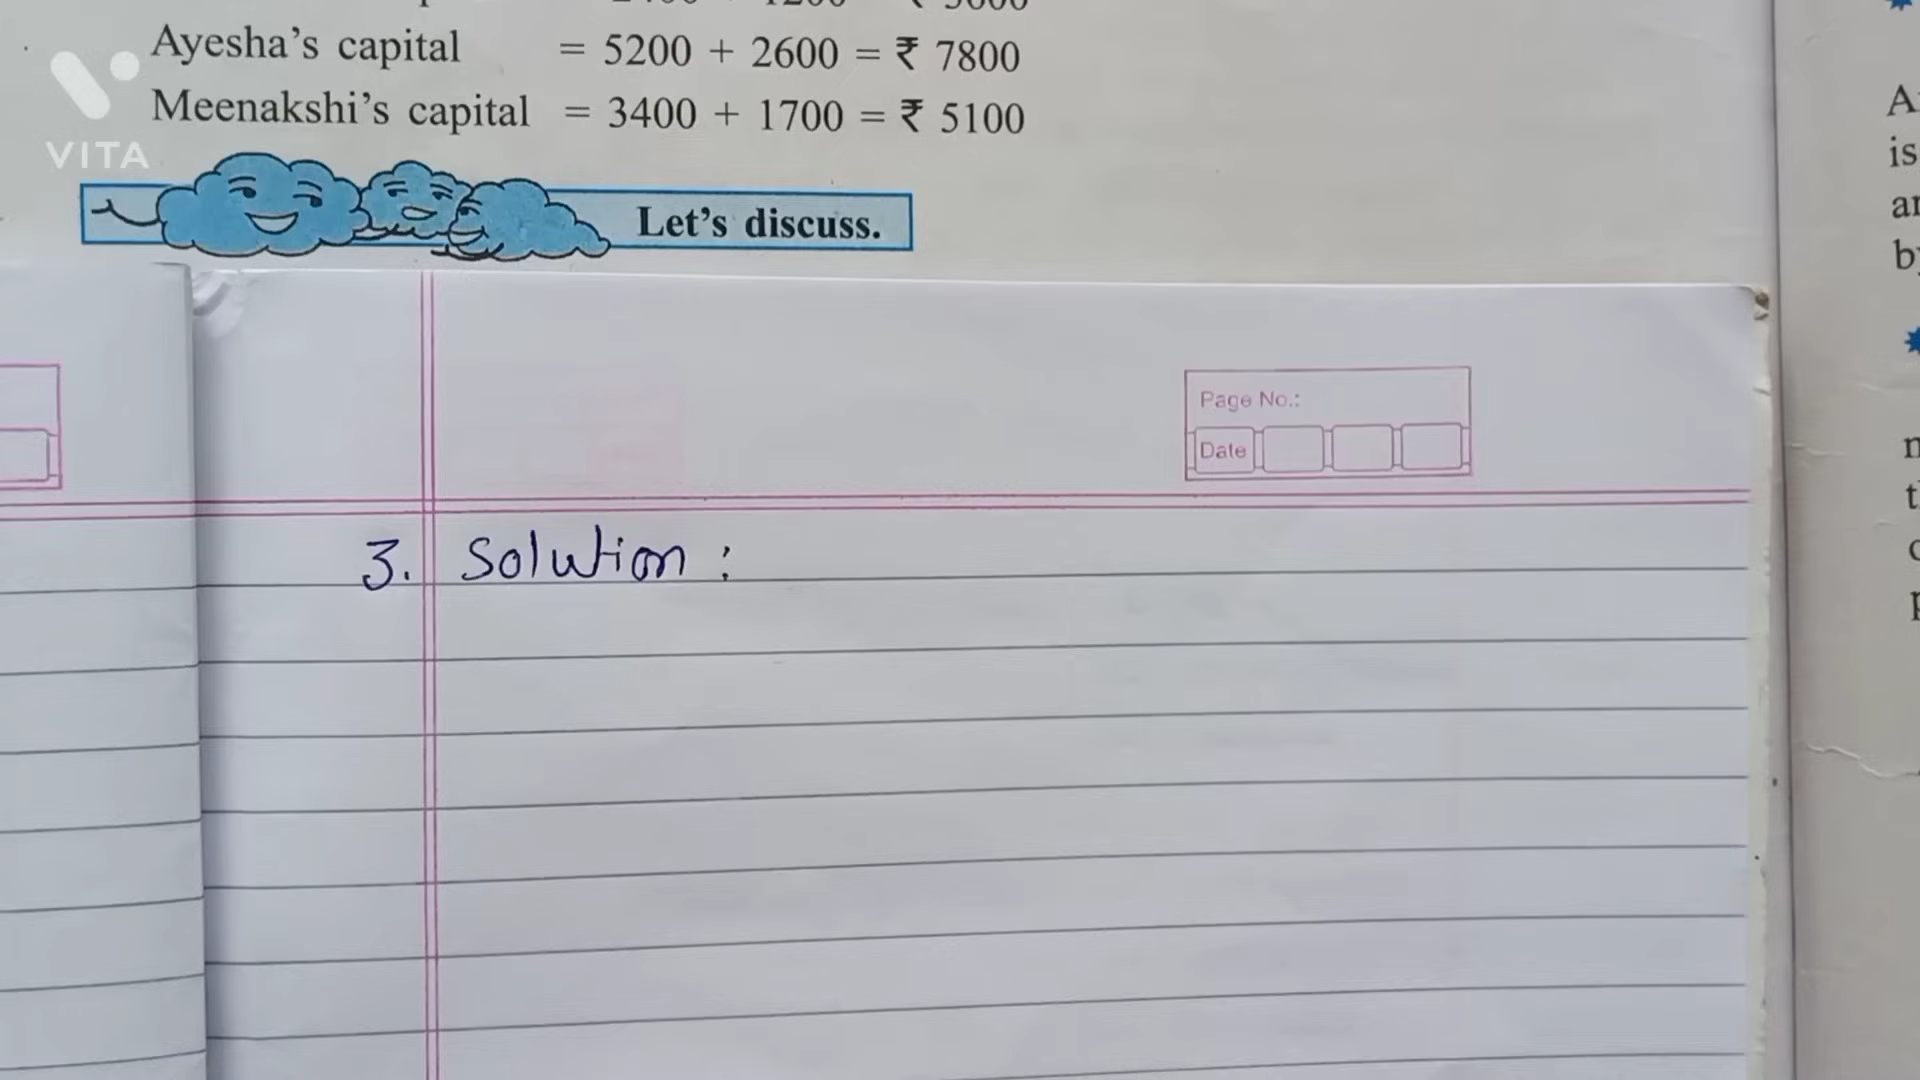 Ayesha's capital = 5200 + 2600 = ₹ 7800
Meenakshi's capital = 3400 + 1700 = ₹ 5100
VITA
Let's discuss.
Page No.:
Date
3. Solution :
is